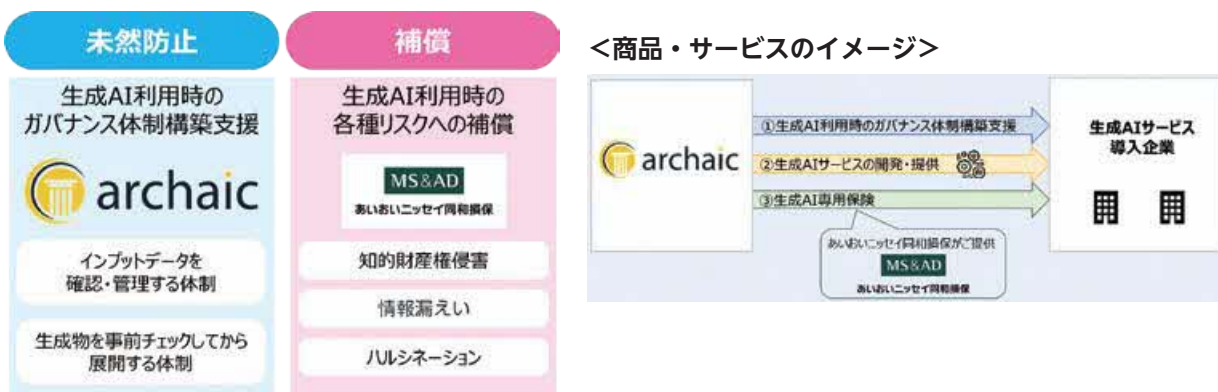 未然防止
生成AI利用時の
ガバナンス体制構築支援
archaic
インプットデータを
確認・管理する体制
生成物を事前チェックしてから
展開する体制
補償
生成AI利用時の
各種リスクへの補償
MS&AD
あいおいニッセイ同和損保
知的財産権侵害
情報漏えい
ハルシネーション
＜商品・サービスのイメージ＞
archaic
①生成AI利用時のガバナンス体制構築支援
②生成AIサービスの開発・提供
③生成AI専用保険
あいおいニッセイ同和損保がご提供
MS&AD
あいおいニッセイ同和損保
生成AIサービス
導入企業